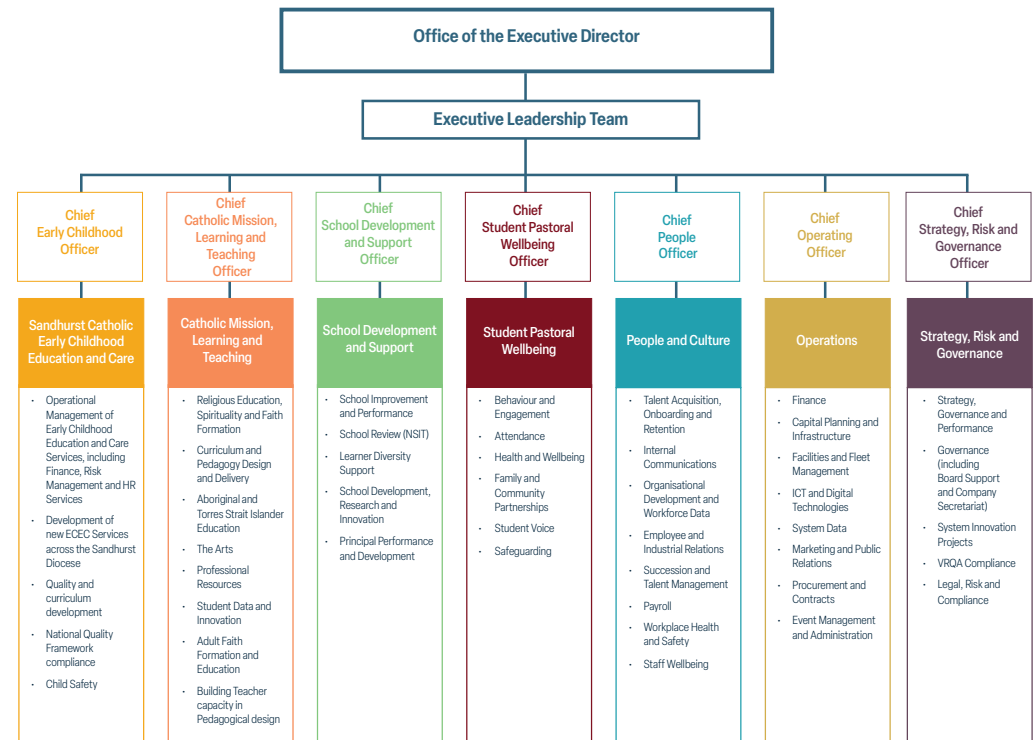 Office of the Executive Director
Executive Leadership Team
Chief
Early Childhood
Officer
Chief
Catholic Mission,
Learning and
Teaching
Officer
Chief
School Development
and Support
Officer
Chief
Student Pastoral
Wellbeing
Officer
Chief
People
Officer
Chief
Operating
Officer
Chief
Strategy, Risk and
Governance
Officer
Sandhurst Catholic
Early Childhood
Education and Care
Catholic Mission,
Learning and
Teaching
School Development
and Support
Student Pastoral
Wellbeing
People and Culture
Operations
Strategy, Risk and
Governance
· Operational
Management of
Early Childhood
Education and Care
Services, including
Finance, Risk
Management and HR
Services
· Development of
new ECEC Services
across the Sandhurst
Diocese
· Quality and
curriculum
development
· National Quality
Framework
compliance
· Child Safety
· Religious Education,
Spirituality and Faith
Formation
· Curriculum and
Pedagogy Design
and Delivery
· Aboriginal and
Torres Strait Islander
Education
· The Arts
· Professional
Resources
· Student Data and
Innovation
· Adult Faith
Formation and
Education
· Building Teacher
capacity in
Pedagogical design
· School Improvement
and Performance
· School Review (NSIT)
· Learner Diversity
Support
· School Development,
Research and
Innovation
· Principal Performance
and Development
· Behaviour and
Engagement
· Attendance
· Health and Wellbeing
· Family and
Community
Partnerships
· Student Voice
· Safeguarding
· Talent Acquisition,
Onboarding and
Retention
· Internal
Communications
· Organisational
Development and
Workforce Data
· Employee and
Industrial Relations
· Succession and
Talent Management
· Payroll
· Workplace Health
and Safety
· Staff Wellbeing
· Finance
· Capital Planning and
Infrastructure
· Facilities and Fleet
Management
· ICT and Digital
Technologies
· System Data
· Marketing and Public
Relations
· Procurement and
Contracts
· Event Management
and Administration
· Strategy,
Governance and
Performance
· Governance
(including
Board Support
and Company
Secretariat)
· System Innovation
Projects
· VRQA Compliance
· Legal, Risk and
Compliance